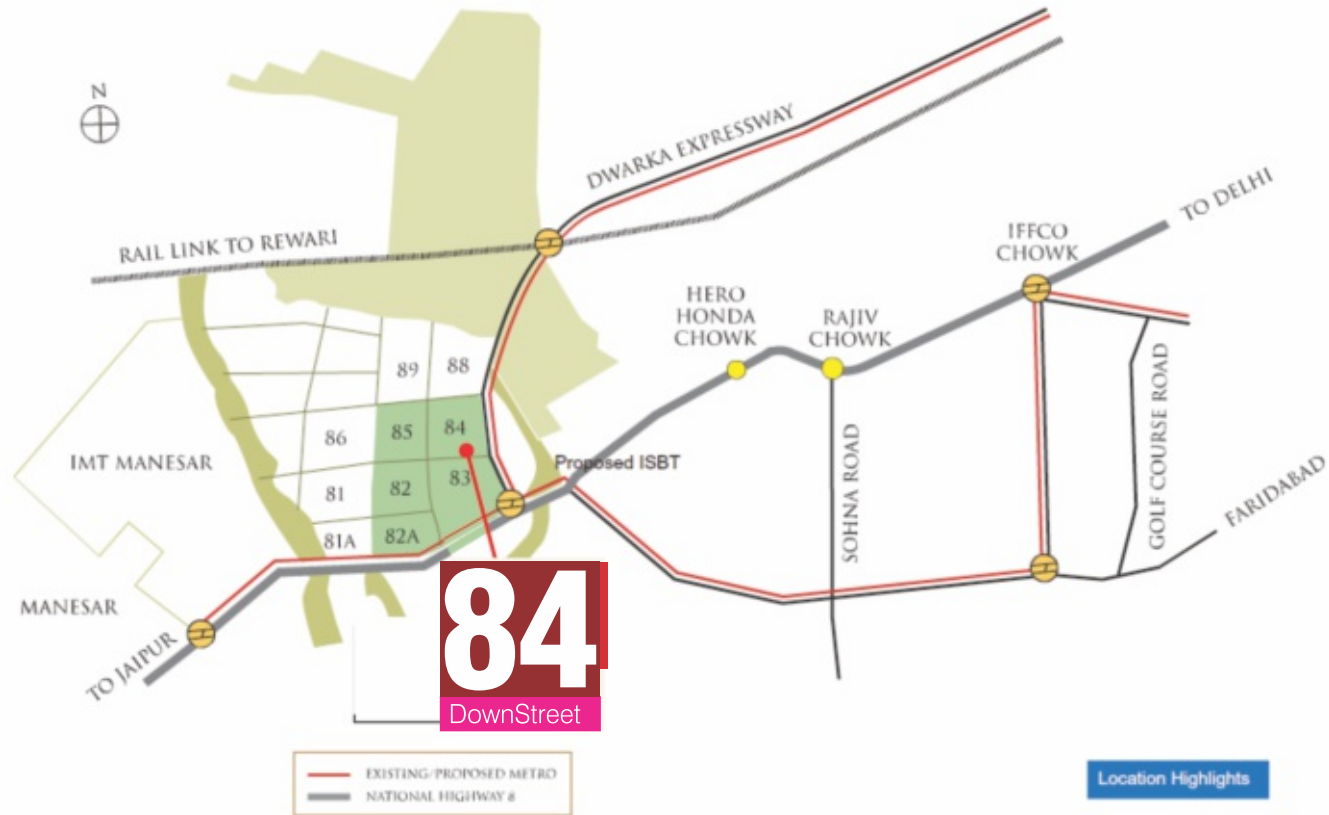 N
DWARKA EXPRESSWAY
TO DELHI
RAIL LINK TO REWARI
IFFCO
CHOWK
HERO
HONDA
CHOWK
RAJIV
CHOWK
89
88
GOLF COURSE ROAD
86
85
84
IMT MANESAR
Proposed ISBT
SOHNA ROAD
FARIDABAD
81
82
83
81A
82A
MANESAR
TO JAIPUR
84
DownStreet
EXISTING/PROPOSED METRO
NATIONAL HIGHWAY 8
Location Highlights